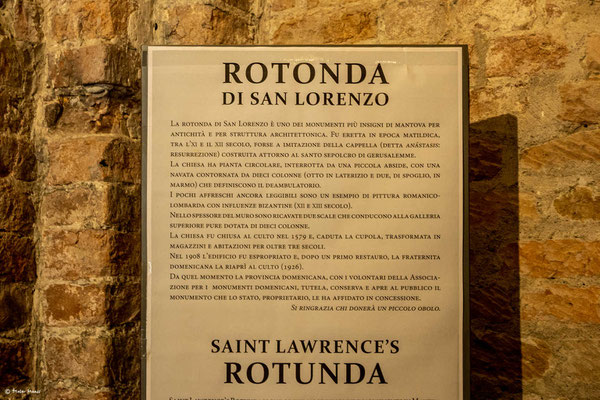 ROTONDA
DI SAN LORENZO
La rotonda di San Lorenzo è uno dei monumenti più insigni di Mantova per
antichità e per struttura architettonica. Fu eretta in epoca matildica,
tra l'XI e il XII secolo, forse a imitazione della cappella (detta anástasis:
resurrezione) costruita attorno al santo sepolcro di Gerusalemme.
La chiesa ha pianta circolare, interrotta da una piccola abside, con una
navata contornata da dieci colonne (otto in laterizio e due, di spoglio, in
marmo) che definiscono il deambulatorio.
I pochi affreschi ancora leggibili sono un esempio di pittura romanico-
lombarda con influenze bizantine (XII e XIII secolo).
Nello spessore del muro sono ricavate due scale che conducono alla galleria
superiore pure dotata di dieci colonne.
La chiesa fu chiusa al culto nel 1579 e, caduta la cupola, trasformata in
magazzini e abitazioni per oltre tre secoli.
Nel 1908 l'edificio fu espropriato e, dopo un primo restauro, la fraternita
domenicana la riaprì al culto (1926).
Da quel momento la provincia domenicana, con i volontari della Associa-
zione per i monumenti domenicani, tutela, conserva e apre al pubblico il
monumento che lo stato, proprietario, le ha affidato in concessione.
Si ringrazia chi donerà un piccolo obolo.
SAINT LAWRENCE'S
ROTUNDA